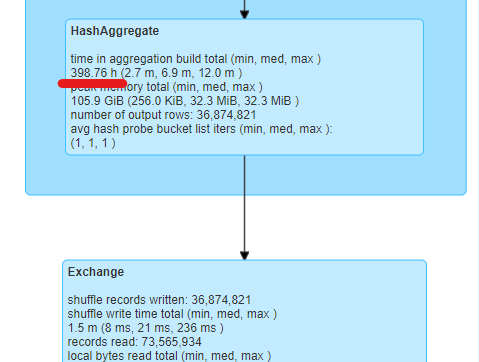 HashAggregate
time in aggregation build total (min, med, max )
398.76 h (2.7 m, 6.9 m, 12.0 m )
peak memory total (min, med, max )
105.9 GiB (256.0 KiB, 32.3 MiB, 32.3 MiB )
number of output rows: 36,874,821
avg hash probe bucket list iters (min, med, max ):
(1, 1, 1 )
Exchange
shuffle records written: 36,874,821
shuffle write time total (min, med, max )
1.5 m (8 ms, 21 ms, 236 ms )
records read: 73,565,934
local bytes read total (min, med, max )